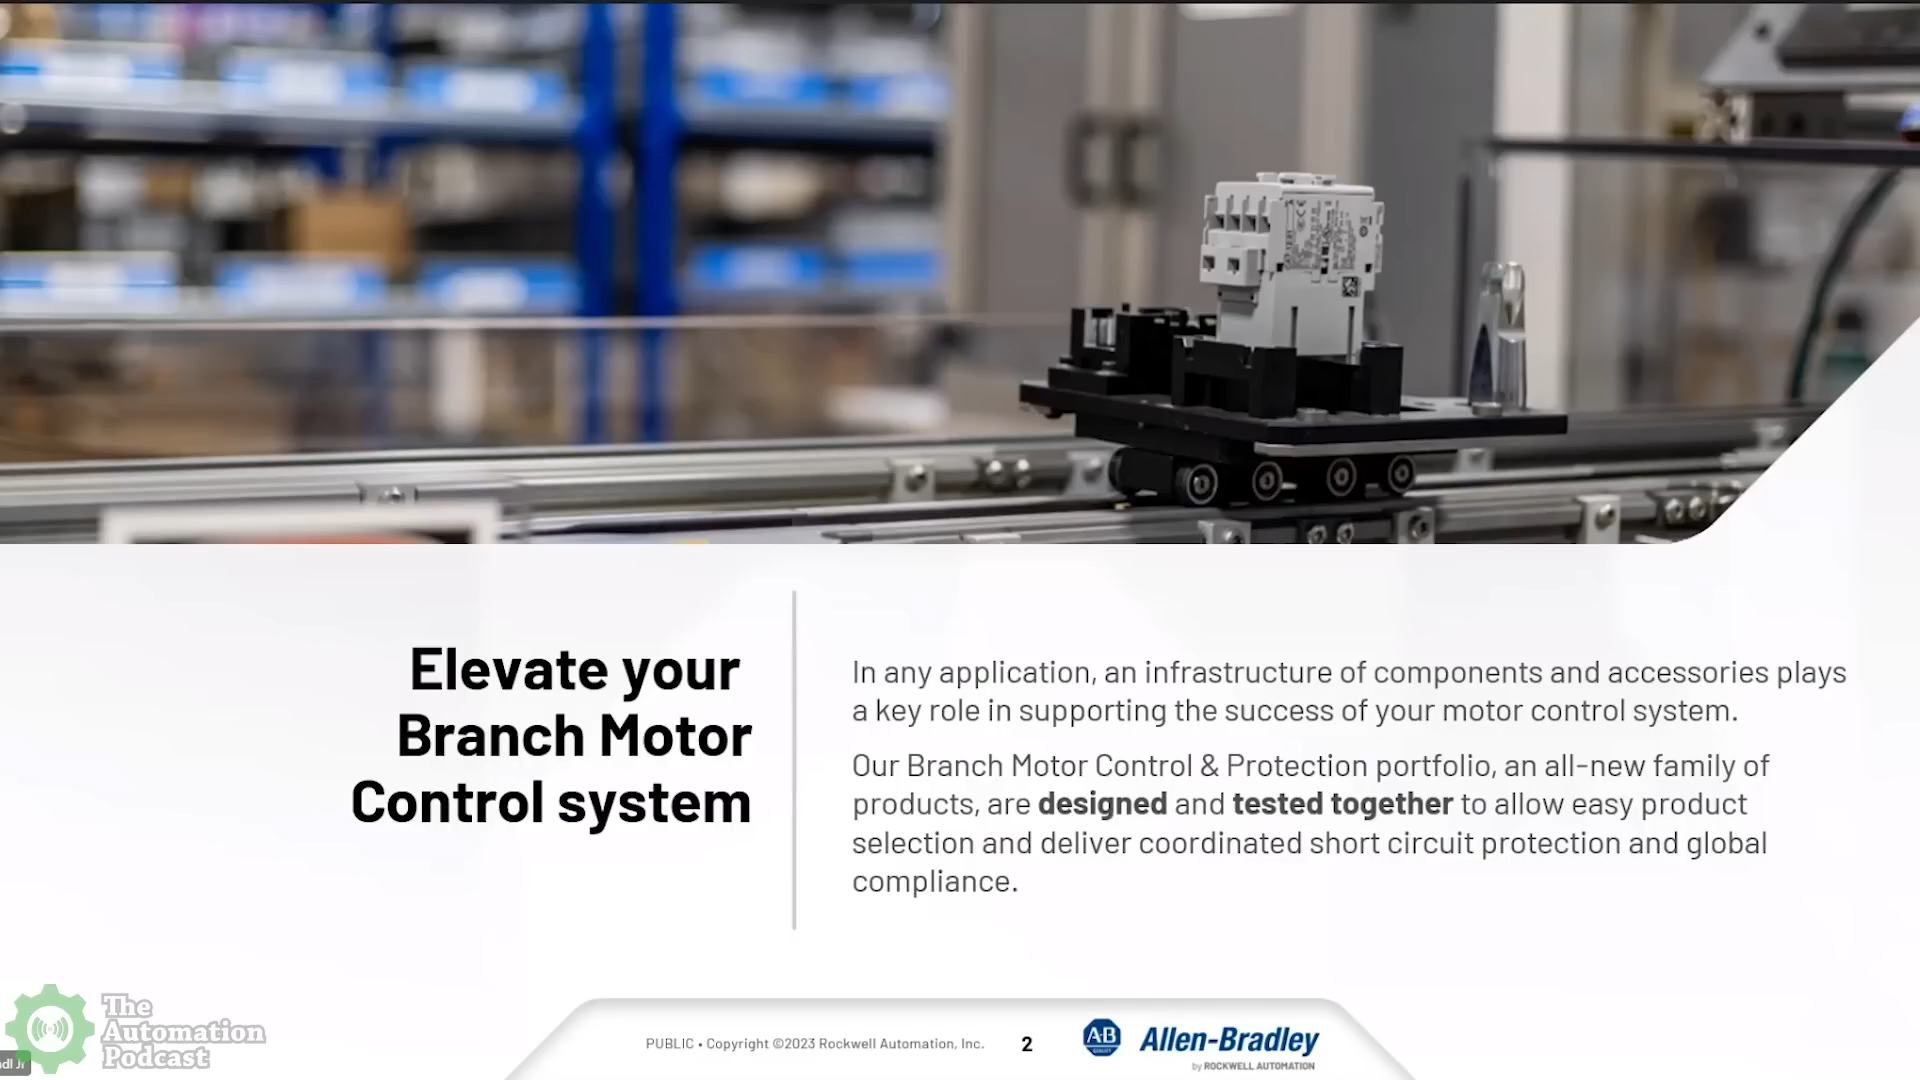 Elevate your
Branch Motor
Control system
In any application, an infrastructure of components and accessories plays
a key role in supporting the success of your motor control system.
Our Branch Motor Control & Protection portfolio, an all-new family of
products, are designed and tested together to allow easy product
selection and deliver coordinated short circuit protection and global
compliance.
The
Automation
Podcast
PUBLIC • Copyright ©2023 Rockwell Automation, Inc.
2
A-B
QUALITY
Allen-Bradley
by ROCKWELL AUTOMATION